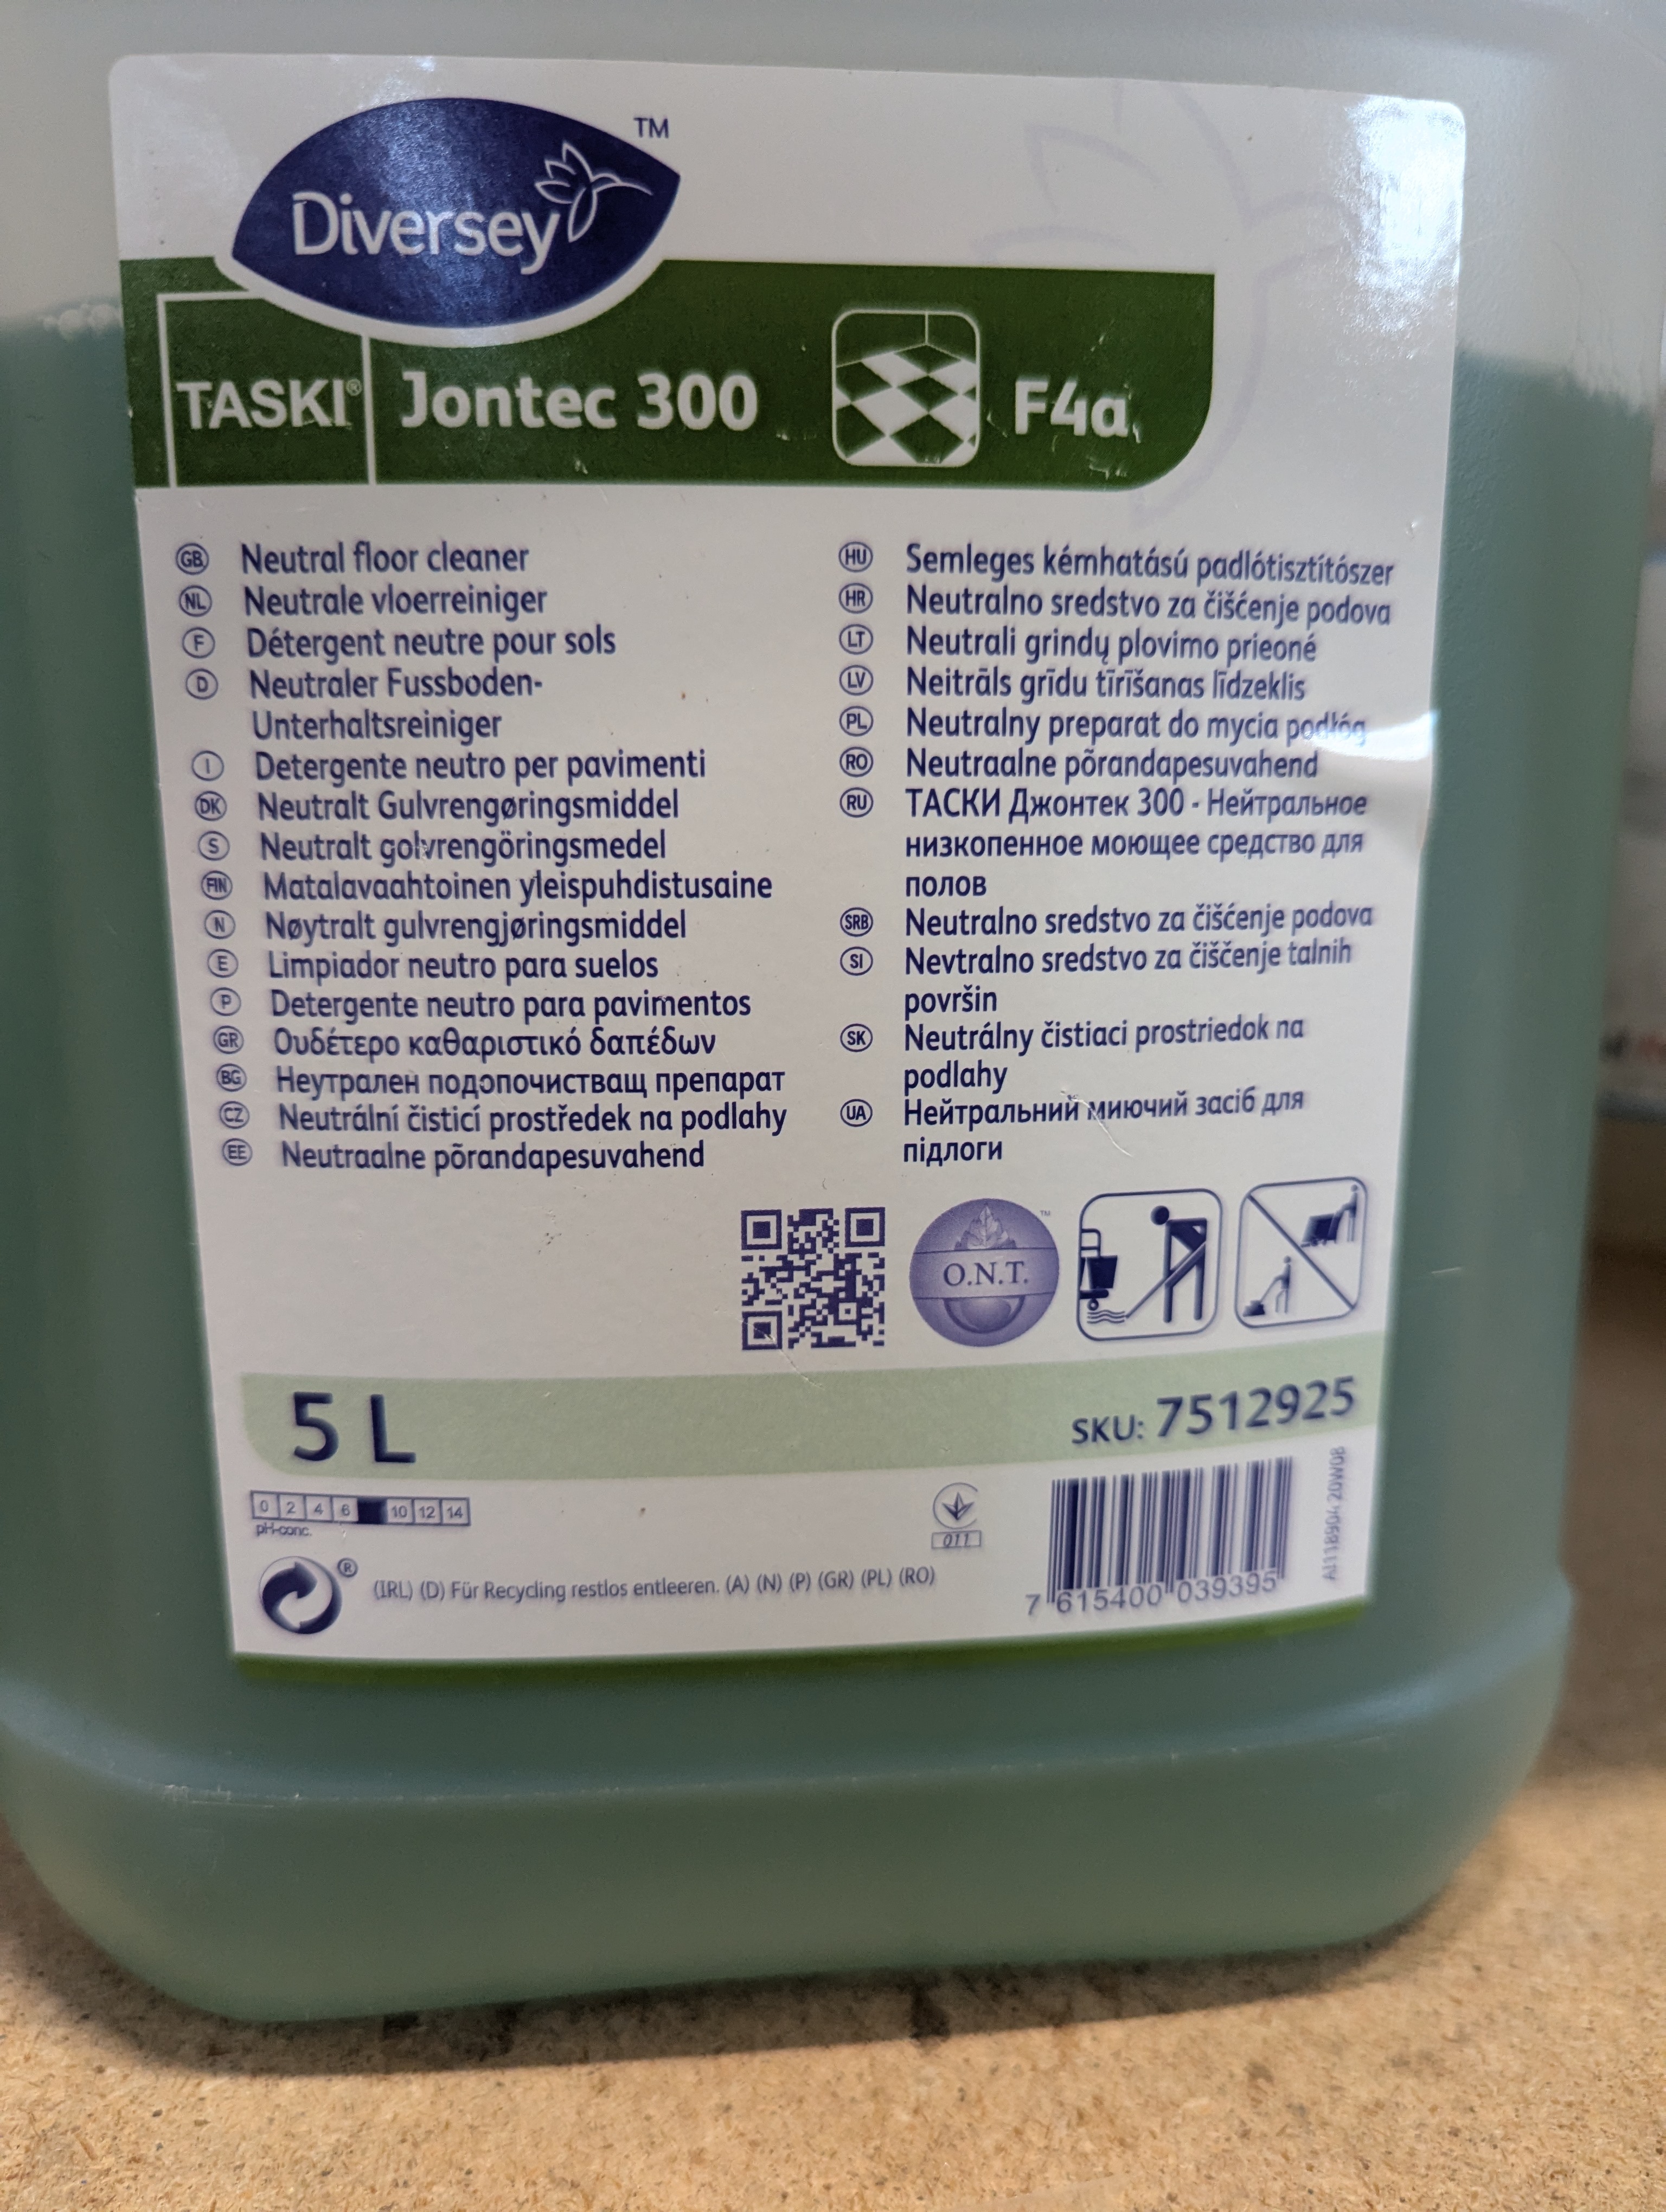 Diversey™
TASKI® Jontec 300 F4a
GB Neutral floor cleaner
NL Neutrale vloerreiniger
F Détergent neutre pour sols
D Neutraler Fussboden-
Unterhaltsreiniger
I Detergente neutro per pavimenti
DK Neutralt Gulvrengøringsmiddel
S Neutralt golvrengöringsmedel
FIN Matalavaahtoinen yleispuhdistusaine
N Nøytralt gulvrengjøringsmiddel
E Limpiador neutro para suelos
P Detergente neutro para pavimentos
GR Ουδέτερο καθαριστικό δαπέδων
BG Неутрален подопочистващ препарат
CZ Neutrální čisticí prostředek na podlahy
EE Neutraalne põrandapesuvahend
HU Semleges kémhatású padlótisztítószer
HR Neutralno sredstvo za čišćenje podova
LT Neutrali grindų plovimo prieonė
LV Neitrāls grīdu tīrīšanas līdzeklis
PL Neutralny preparat do mycia podłóg
RO Neutraalne põrandapesuvahend
RU ТАСКИ Джонтек 300 - Нейтральное
низкопенное моющее средство для
полов
SRB Neutralno sredstvo za čišćenje podova
SI Nevtralno sredstvo za čiščenje talnih
površin
SK Neutrálny čistiaci prostriedok na
podlahy
UA Нейтральний миючий засіб для
підлоги
O.N.T.™
5 L
SKU: 7512925
0 2 4 6 10 12 14
pH-conc.
011
® (IRL) (D) Für Recycling restlos entleeren. (A) (N) (P) (GR) (PL) (RO)
7 615400 039395
A1118904 20W08